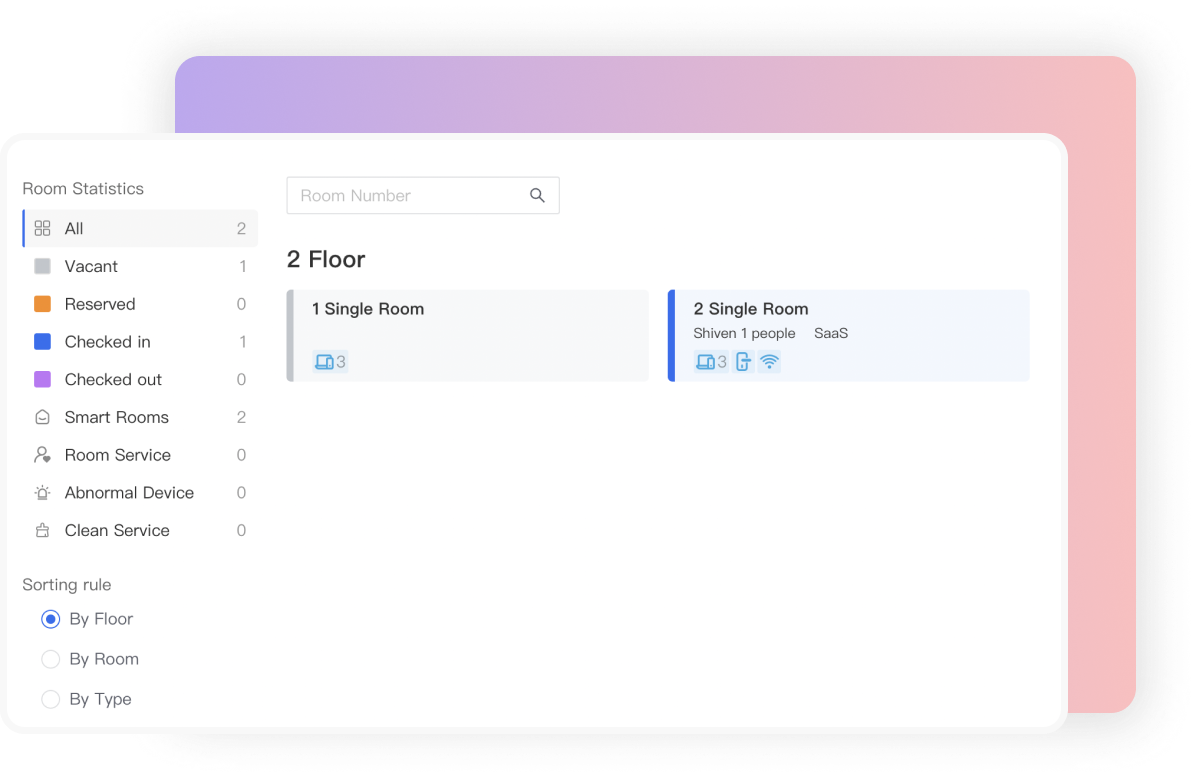 Room Statistics
All 2
Vacant 1
Reserved 0
Checked in 1
Checked out 0
Smart Rooms 2
Room Service 0
Abnormal Device 0
Clean Service 0
Sorting rule
By Floor
By Room
By Type
Room Number
2 Floor
1 Single Room
3
2 Single Room
Shiven 1 people SaaS
3